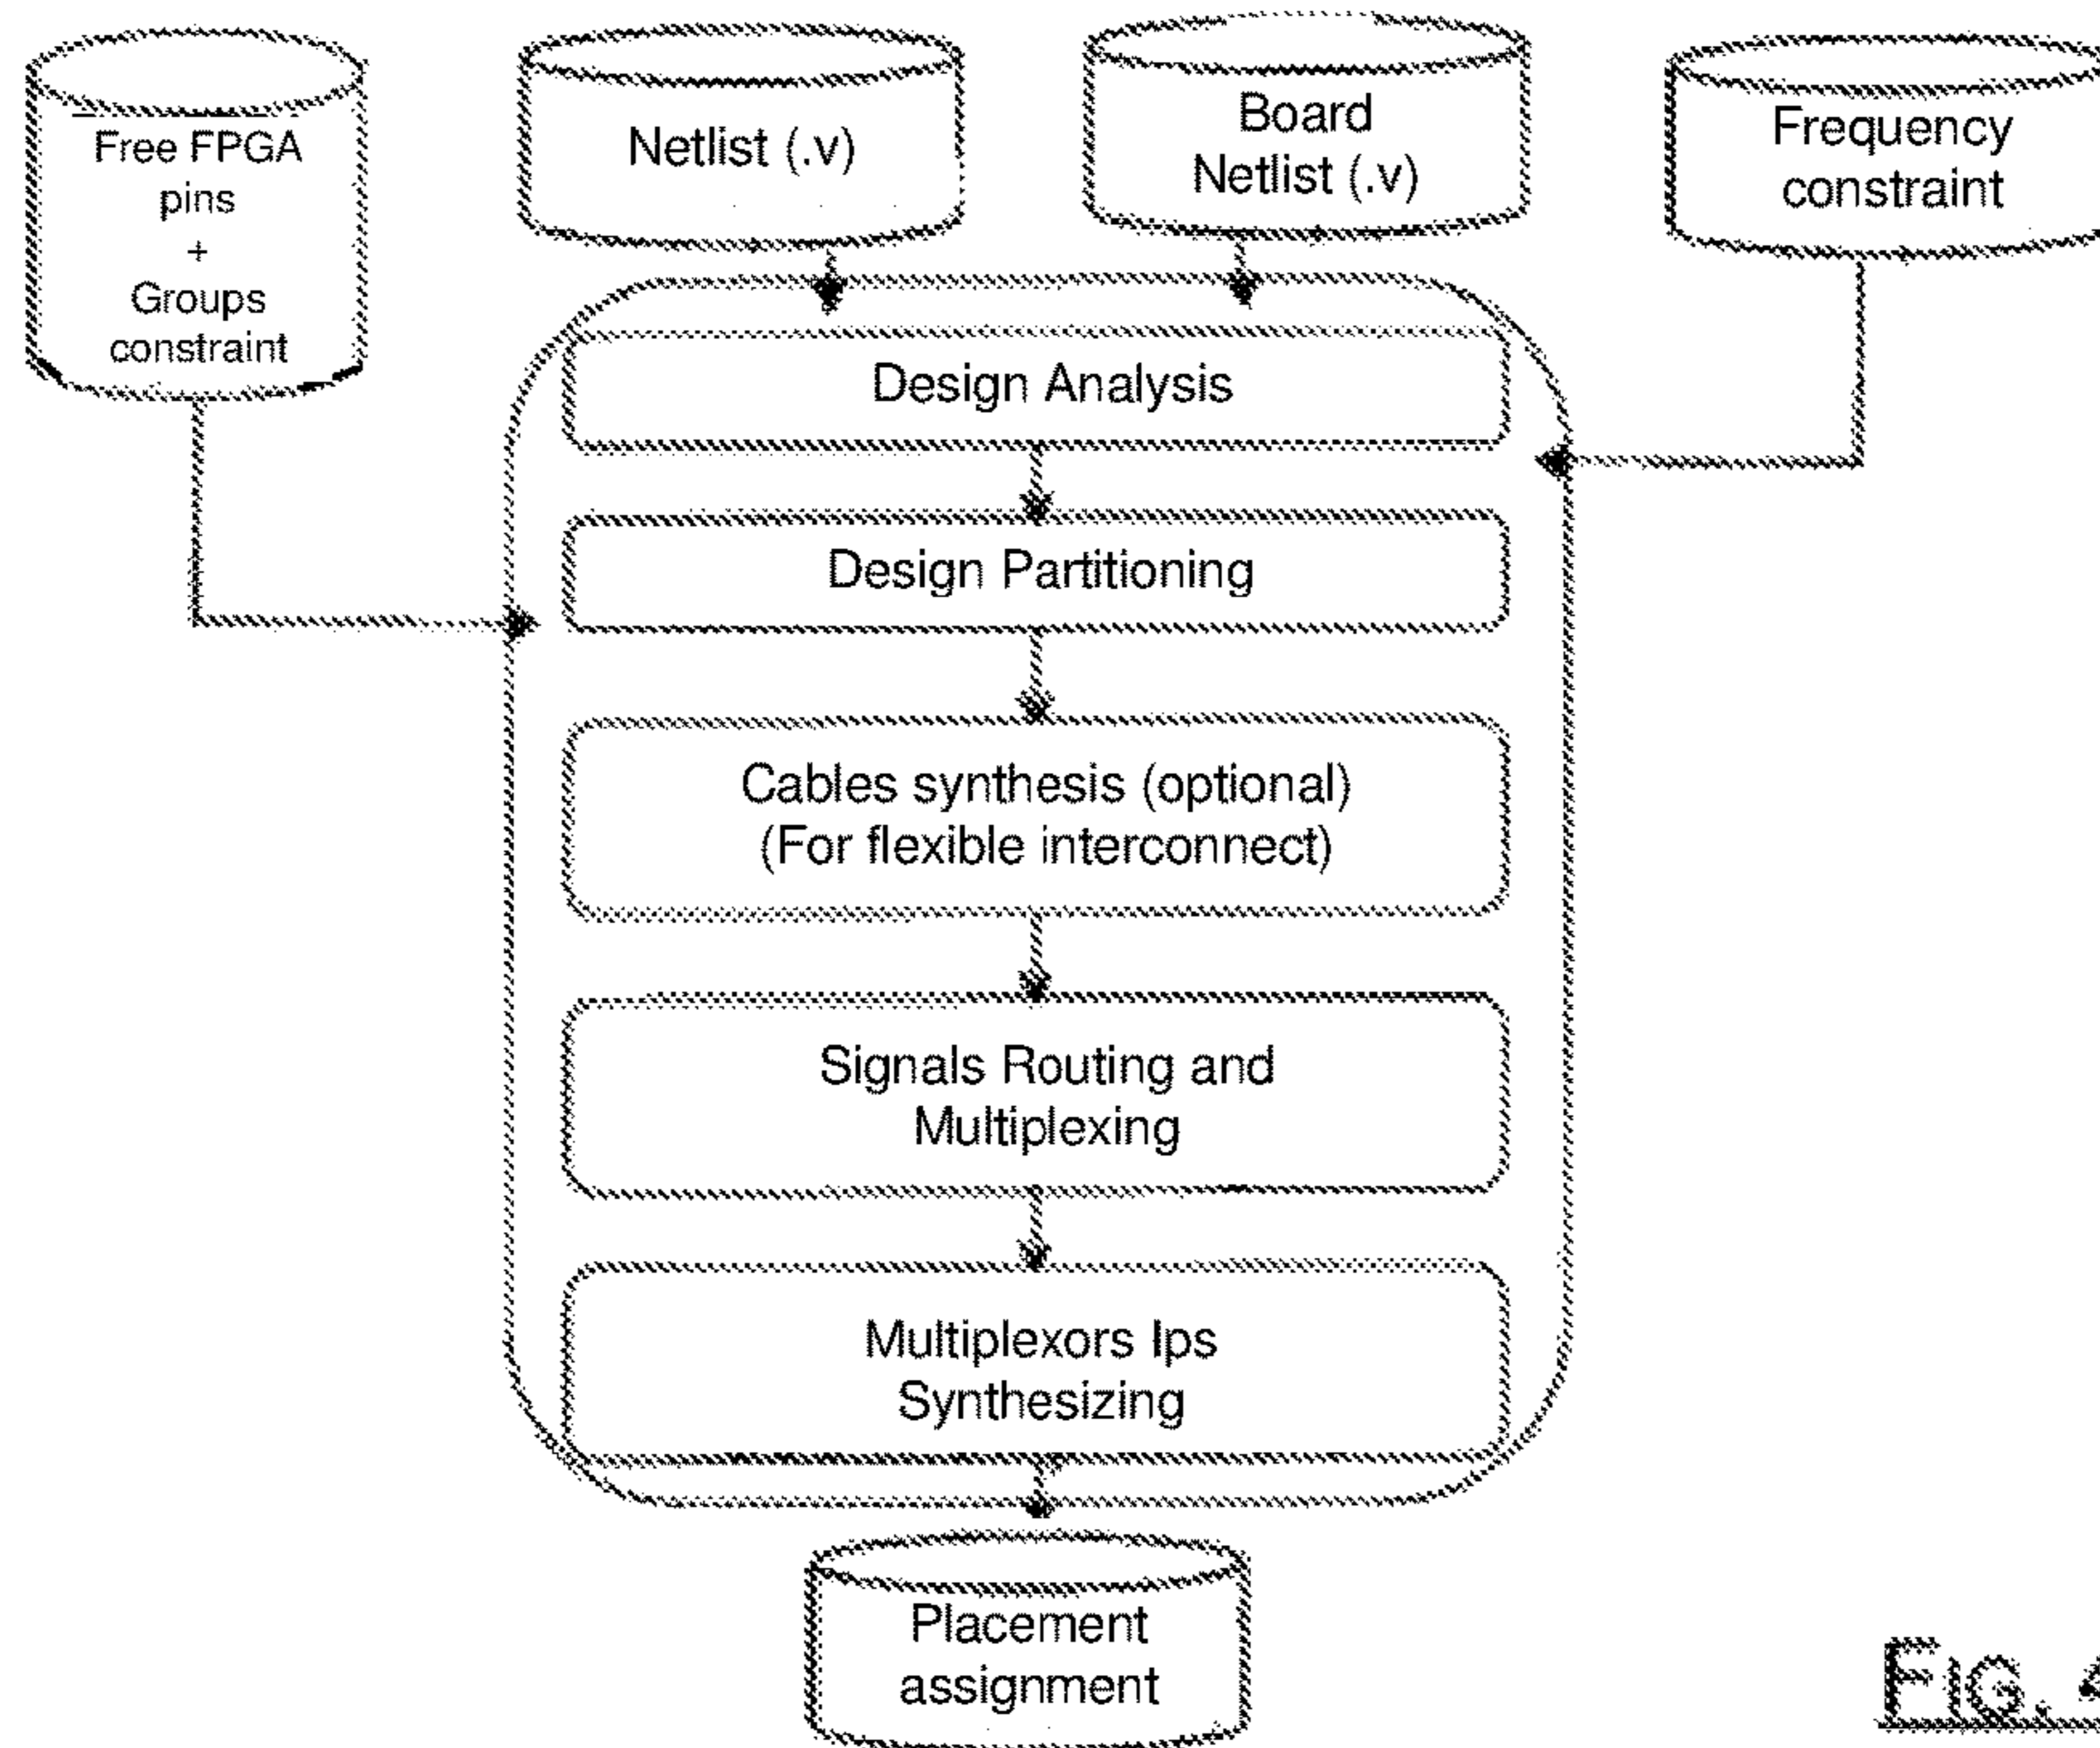 Free FPGA
pins
+
Groups
constraint
Netlist (.v)
Board
Netlist (.v)
Frequency
constraint
Design Analysis
Design Partitioning
Cables synthesis (optional)
(For flexible interconnect)
Signals Routing and
Multiplexing
Multiplexors Ips
Synthesizing
Placement
assignment
FIG.